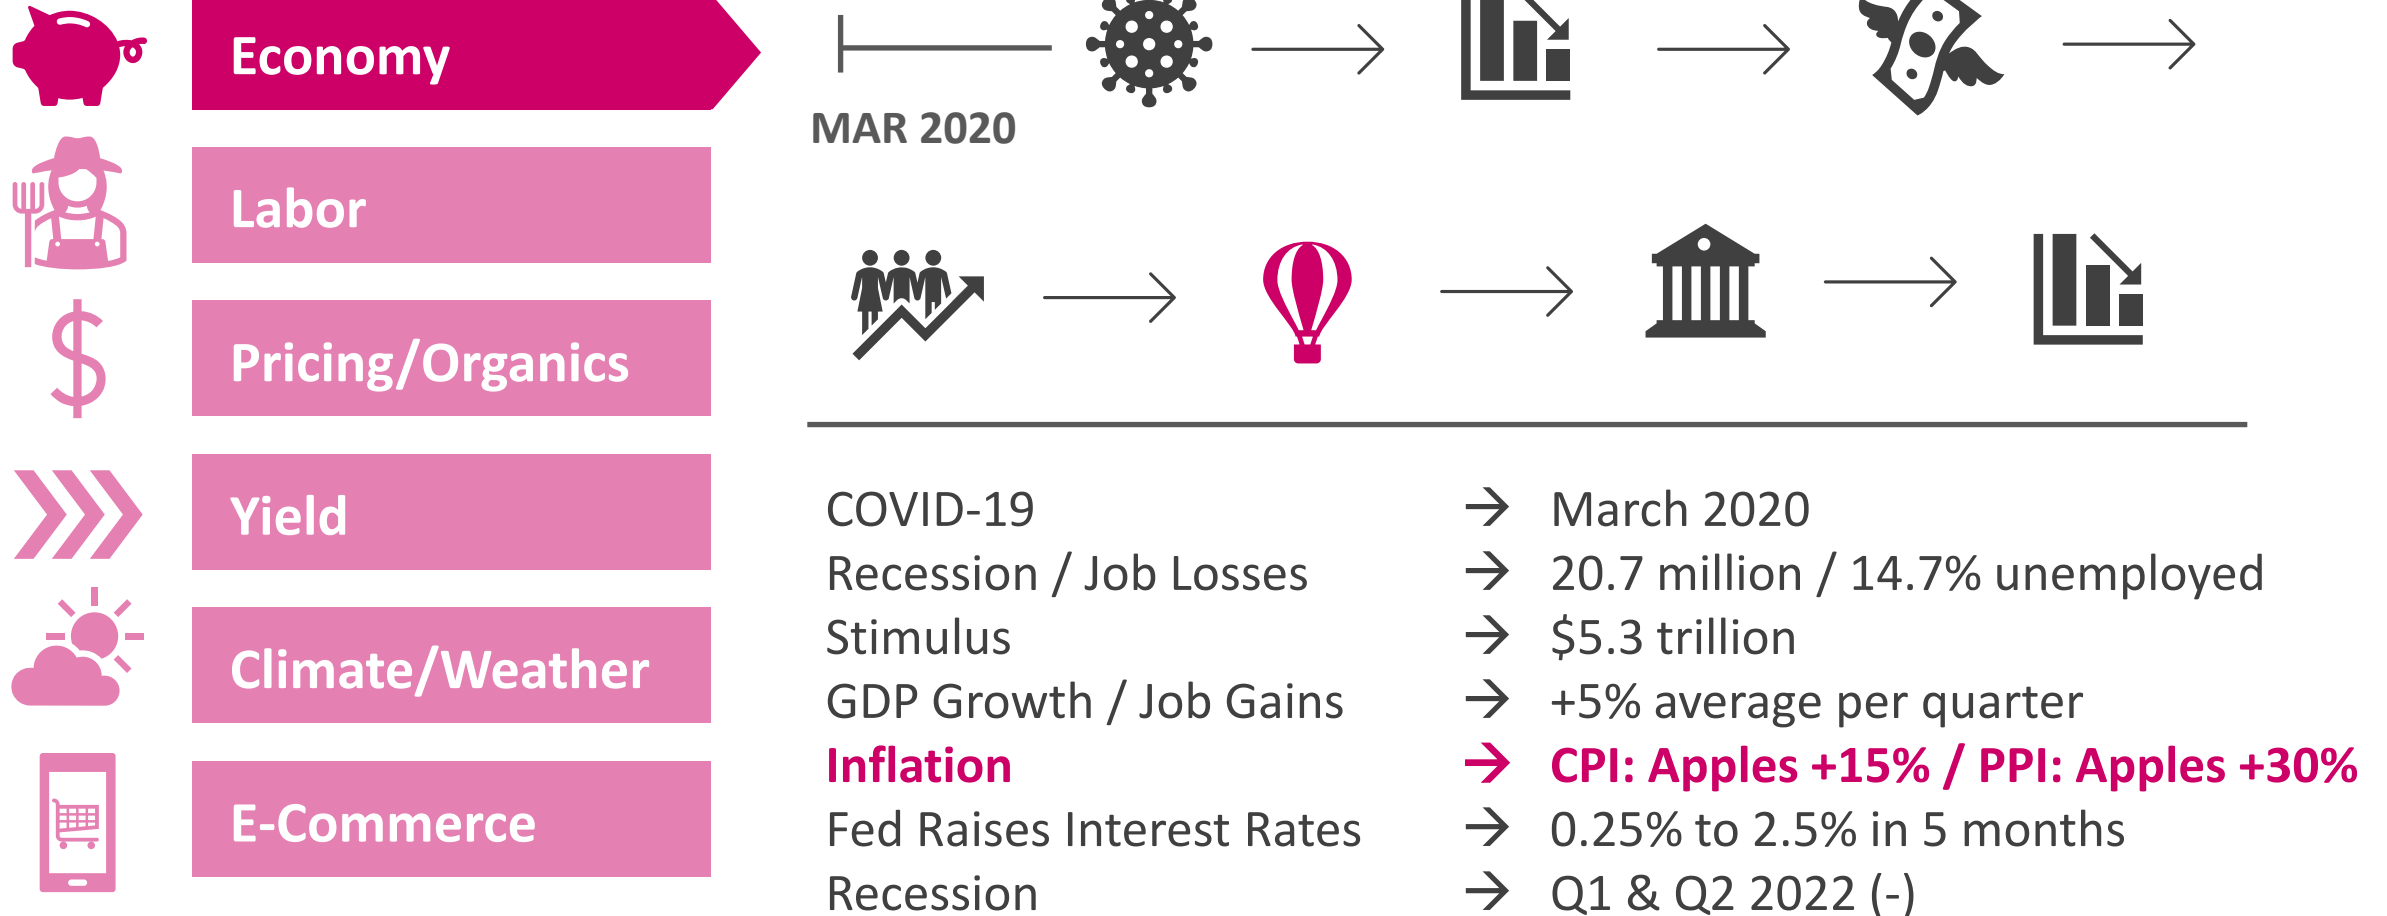 Economy
Labor
Pricing/Organics
Yield
Climate/Weather
E-Commerce
MAR 2020
COVID-19 → March 2020
Recession / Job Losses → 20.7 million / 14.7% unemployed
Stimulus → $5.3 trillion
GDP Growth / Job Gains → +5% average per quarter
Inflation → CPI: Apples +15% / PPI: Apples +30%
Fed Raises Interest Rates → 0.25% to 2.5% in 5 months
Recession → Q1 & Q2 2022 (-)